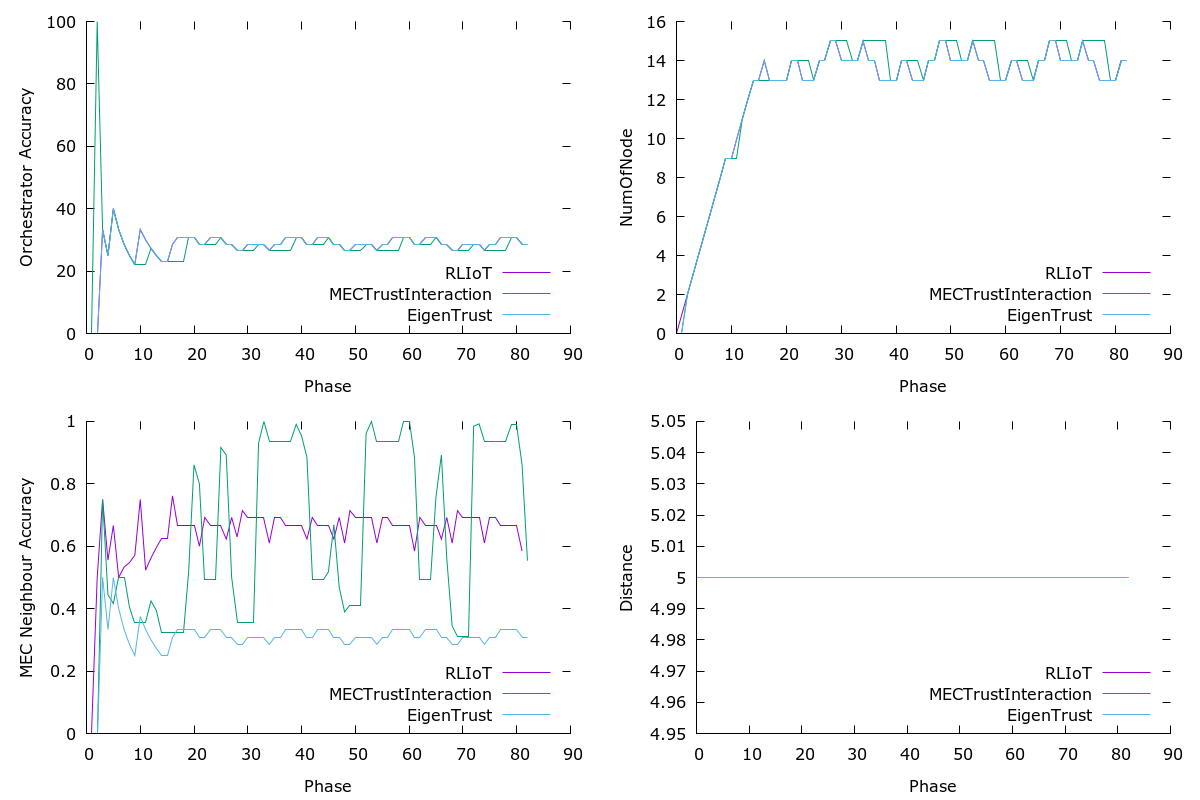 Orchestrator Accuracy
100
80
60
40
20
0
0 10 20 30 40 50 60 70 80 90
Phase
RLIoT
MECTrustInteraction
EigenTrust
NumOfNode
16
14
12
10
8
6
4
2
0
0 10 20 30 40 50 60 70 80 90
Phase
RLIoT
MECTrustInteraction
EigenTrust
MEC Neighbour Accuracy
1
0.8
0.6
0.4
0.2
0
0 10 20 30 40 50 60 70 80 90
Phase
RLIoT
MECTrustInteraction
EigenTrust
Distance
5.05
5.04
5.03
5.02
5.01
5
4.99
4.98
4.97
4.96
4.95
0 10 20 30 40 50 60 70 80 90
Phase
RLIoT
MECTrustInteraction
EigenTrust